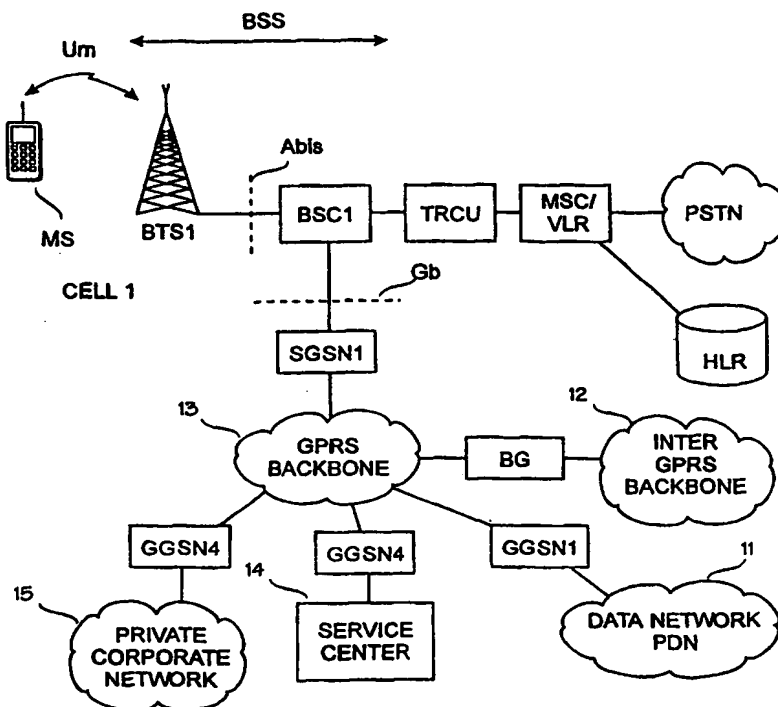 BSS
Um
Abis
BSC1
TRCU
MSC/
VLR
PSTN
MS
BTS1
Gb
CELL 1
SGSN1
HLR
13
12
GPRS
BACKBONE
BG
INTER
GPRS
BACKBONE
GGSN4
GGSN4
GGSN1
11
15
14
PRIVATE
CORPORATE
NETWORK
SERVICE
CENTER
DATA NETWORK
PDN